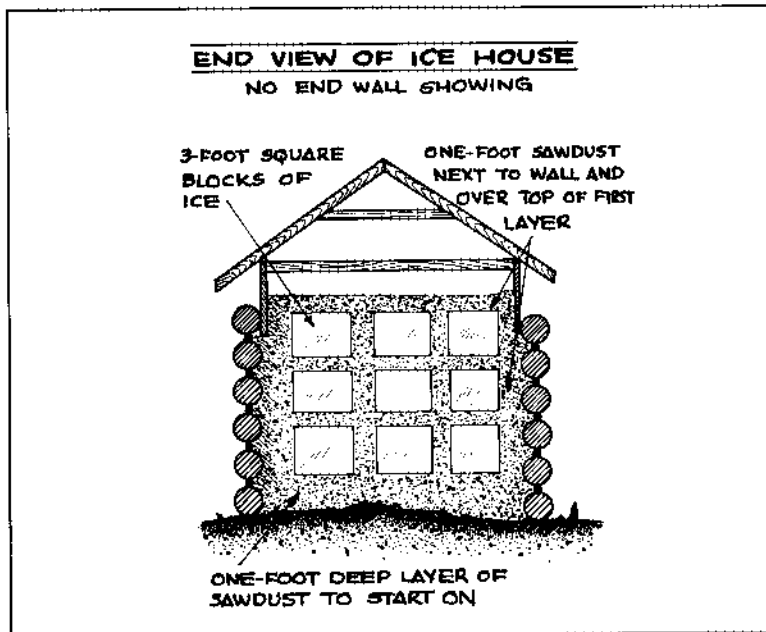 END VIEW OF ICE HOUSE
NO END WALL SHOWING
3-FOOT SQUARE
BLOCKS OF
ICE
ONE-FOOT SAWDUST
NEXT TO WALL AND
OVER TOP OF FIRST
LAYER
ONE-FOOT DEEP LAYER OF
SAWDUST TO START ON